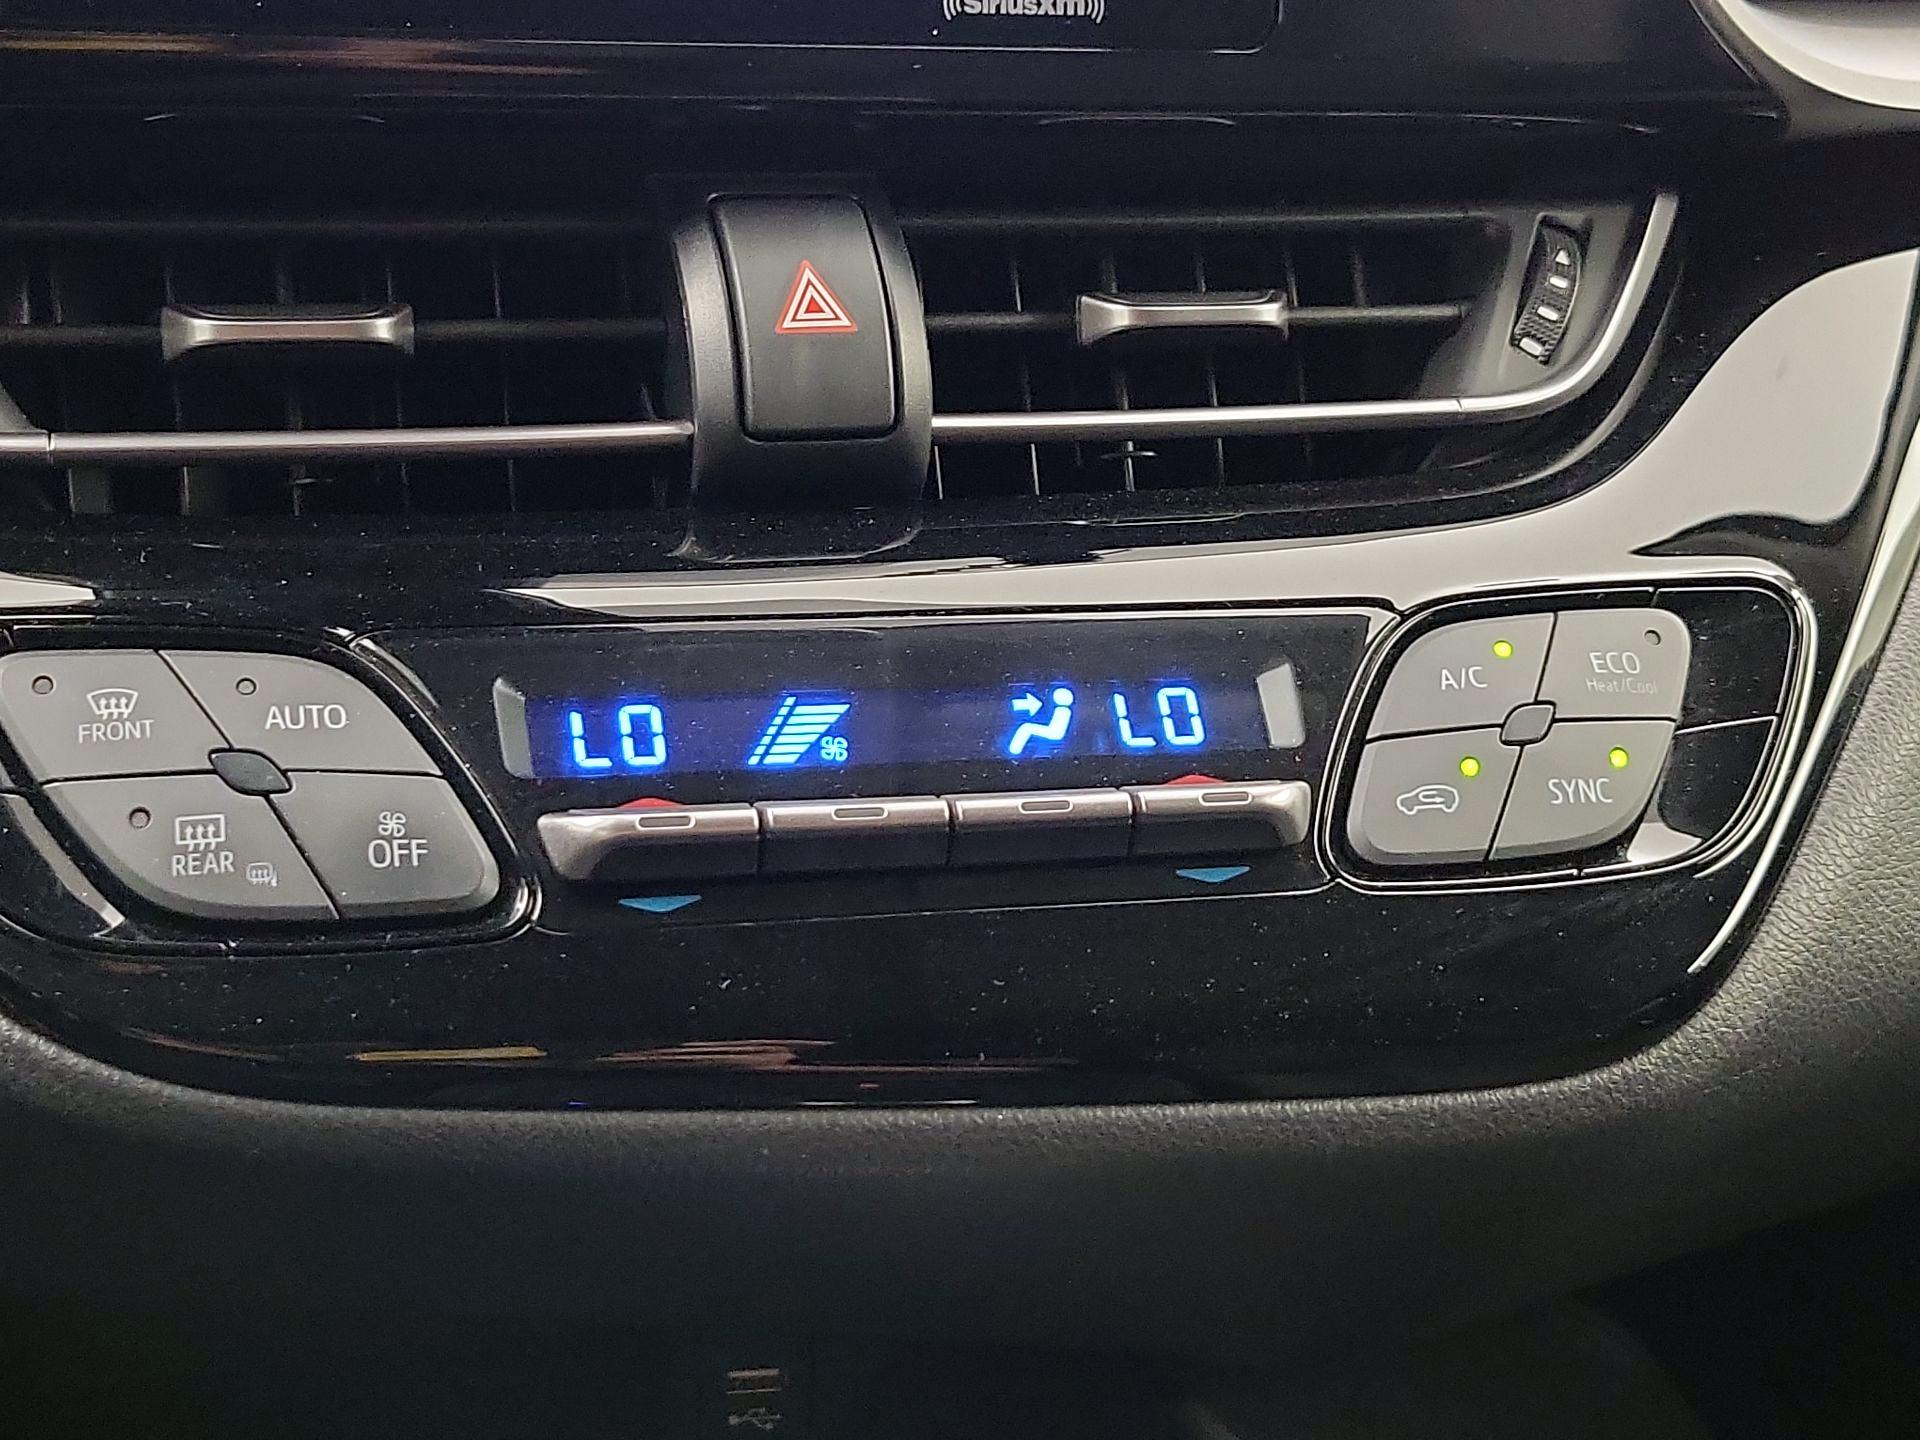 SiriusXM
FRONT
AUTO
REAR
OFF
LO
LO
A/C
ECO
Heat/Cool
SYNC